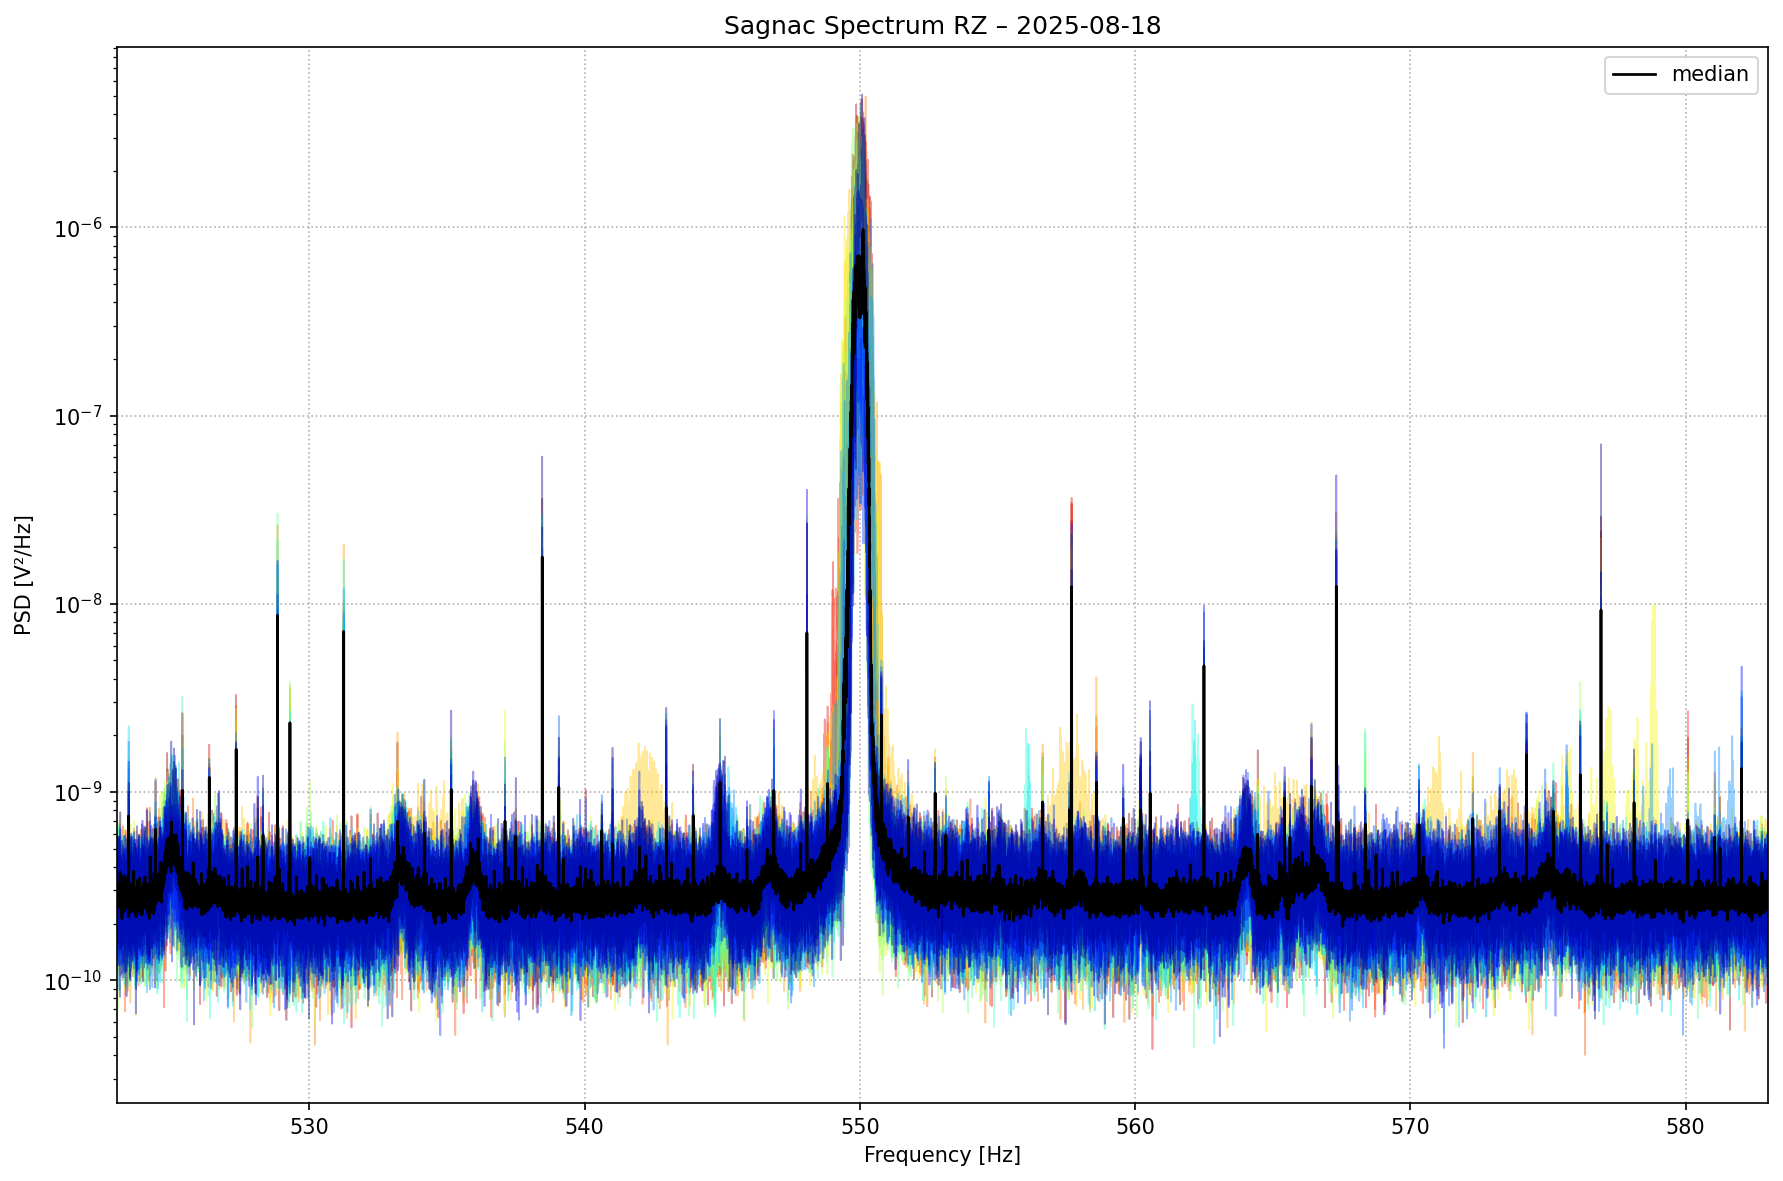 Sagnac Spectrum RZ – 2025-08-18
median
PSD [V²/Hz]
10⁻⁶
10⁻⁷
10⁻⁸
10⁻⁹
10⁻¹⁰
530 540 550 560 570 580
Frequency [Hz]